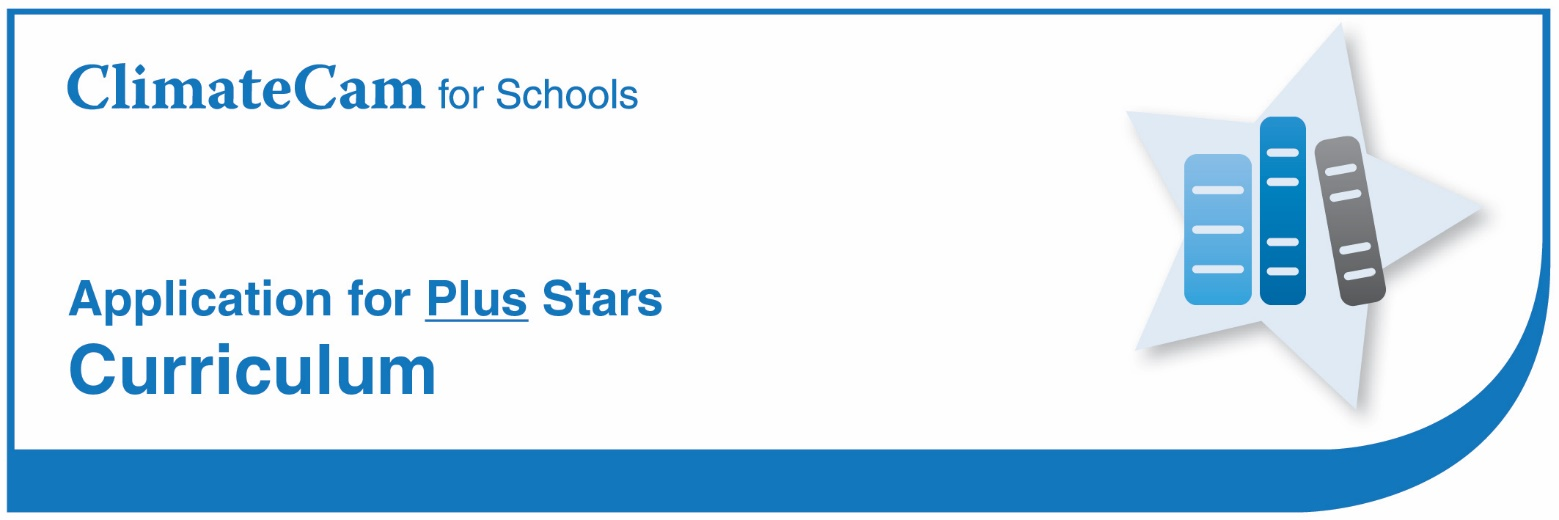 ClimateCam for Schools
Application for Plus Stars
Curriculum